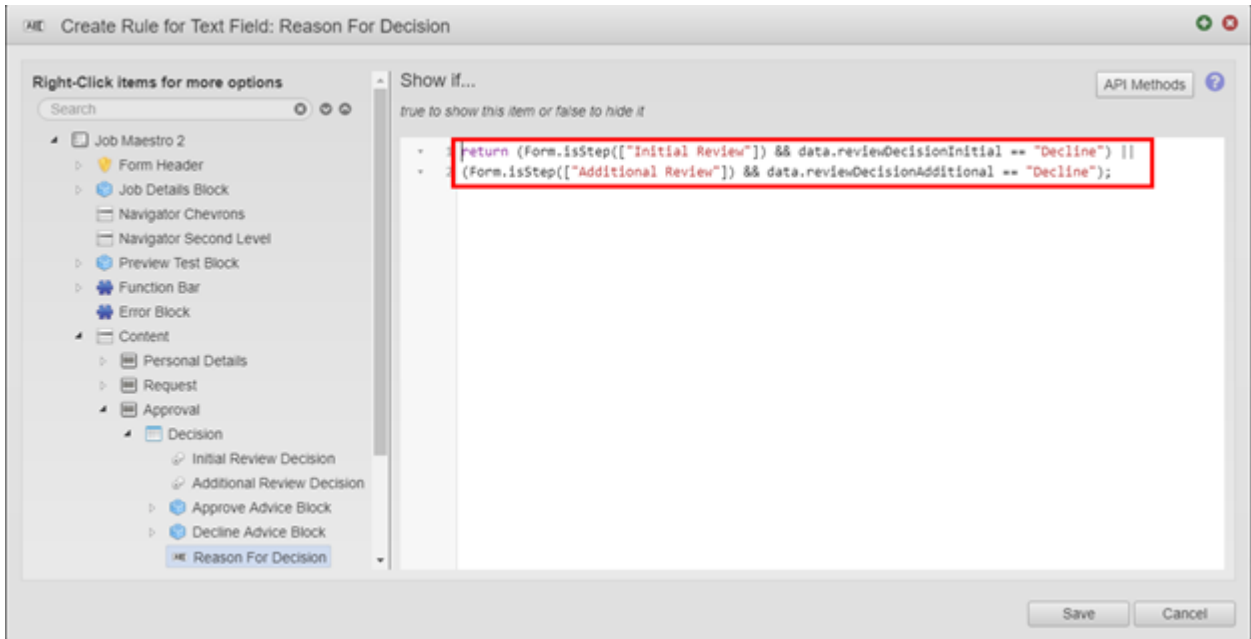 Create Rule for Text Field: Reason For Decision
Right-Click items for more options
Search
Job Maestro 2
Form Header
Job Details Block
Navigator Chevrons
Navigator Second Level
Preview Test Block
Function Bar
Error Block
Content
Personal Details
Request
Approval
Decision
Initial Review Decision
Additional Review Decision
Approve Advice Block
Decline Advice Block
Reason For Decision
Show if...
API Methods
true to show this item or false to hide it
1 return (Form.isStep(["Initial Review"]) && data.reviewDecisionInitial == "Decline") ||
2 (Form.isStep(["Additional Review"]) && data.reviewDecisionAdditional == "Decline");
Save
Cancel